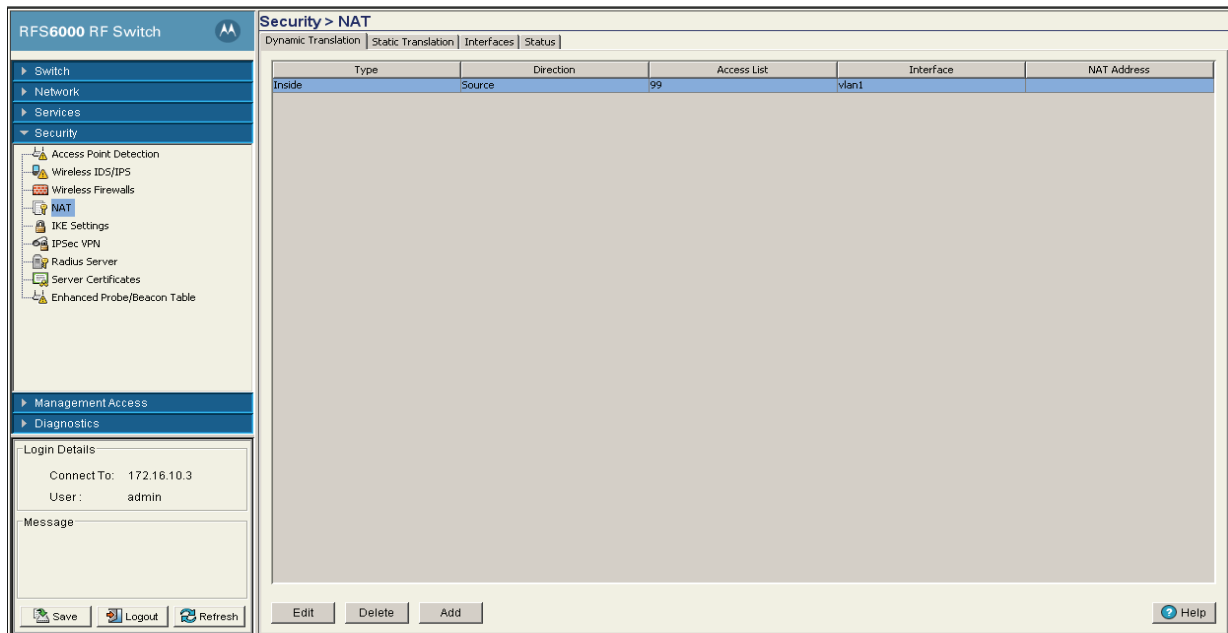 RFS6000 RF Switch
Switch
Network
Services
Security
Access Point Detection
Wireless IDS/IPS
Wireless Firewalls
NAT
IKE Settings
IPSec VPN
Radius Server
Server Certificates
Enhanced Probe/Beacon Table
Management Access
Diagnostics
Login Details
Connect To: 172.16.10.3
User : admin
Message
Save Logout Refresh
Security > NAT
Dynamic Translation Static Translation Interfaces Status
Type Direction Access List Interface NAT Address
Inside Source 99 vlan1
Edit Delete Add Help